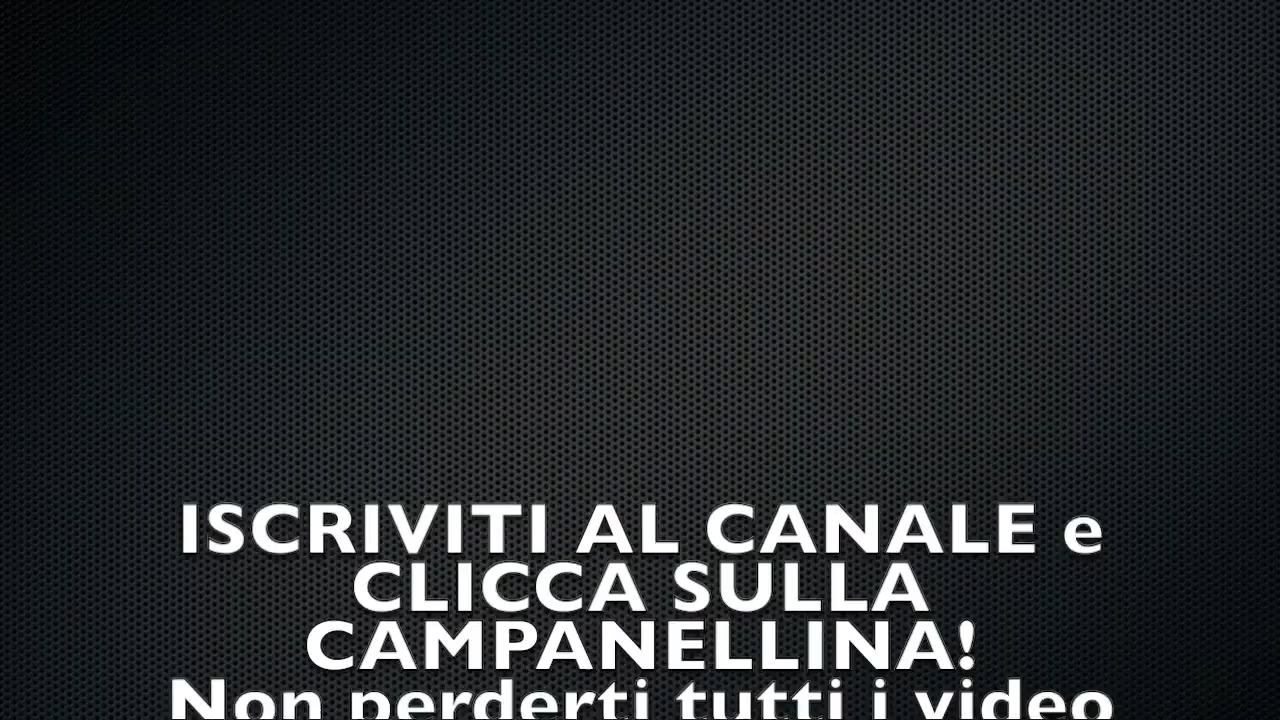 ISCRIVITI AL CANALE e
CLICCA SULLA
CAMPANELLINA!
Non perderti tutti i video